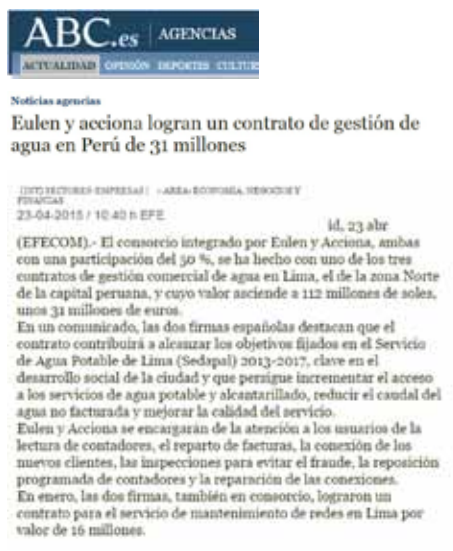 ABC.es AGENCIAS
ACTUALIDAD OPINIÓN DEPORTES CULTUR
Noticias agencias
Eulen y acciona logran un contrato de gestión de
agua en Perú de 31 millones
(INT) SECTORES-EMPRESAS | > AREA: ECONOMIA, NEGOCIOS Y
FINANZAS
23-04-2015 / 10:40 h EFE
id, 23 abr
(EFECOM).- El consorcio integrado por Eulen y Acciona, ambas
con una participación del 50 %, se ha hecho con uno de los tres
contratos de gestión comercial de agua en Lima, el de la zona Norte
de la capital peruana, y cuyo valor asciende a 112 millones de soles,
unos 31 millones de euros.
En un comunicado, las dos firmas españolas destacan que el
contrato contribuirá a alcanzar los objetivos fijados en el Servicio
de Agua Potable de Lima (Sedapal) 2013-2017, clave en el
desarrollo social de la ciudad y que persigue incrementar el acceso
a los servicios de agua potable y alcantarillado, reducir el caudal del
agua no facturada y mejorar la calidad del servicio.
Eulen y Acciona se encargarán de la atención a los usuarios de la
lectura de contadores, el reparto de facturas, la conexión de los
nuevos clientes, las inspecciones para evitar el fraude, la reposición
programada de contadores y la reparación de las conexiones.
En enero, las dos firmas, también en consorcio, lograron un
contrato para el servicio de mantenimiento de redes en Lima por
valor de 16 millones.